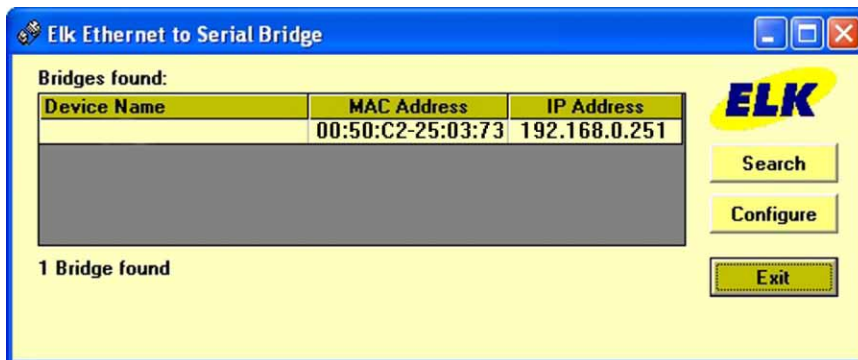 Elk Ethernet to Serial Bridge
Bridges found:
Device Name MAC Address IP Address
00:50:C2-25:03:73 192.168.0.251
ELK
Search
Configure
1 Bridge found
Exit